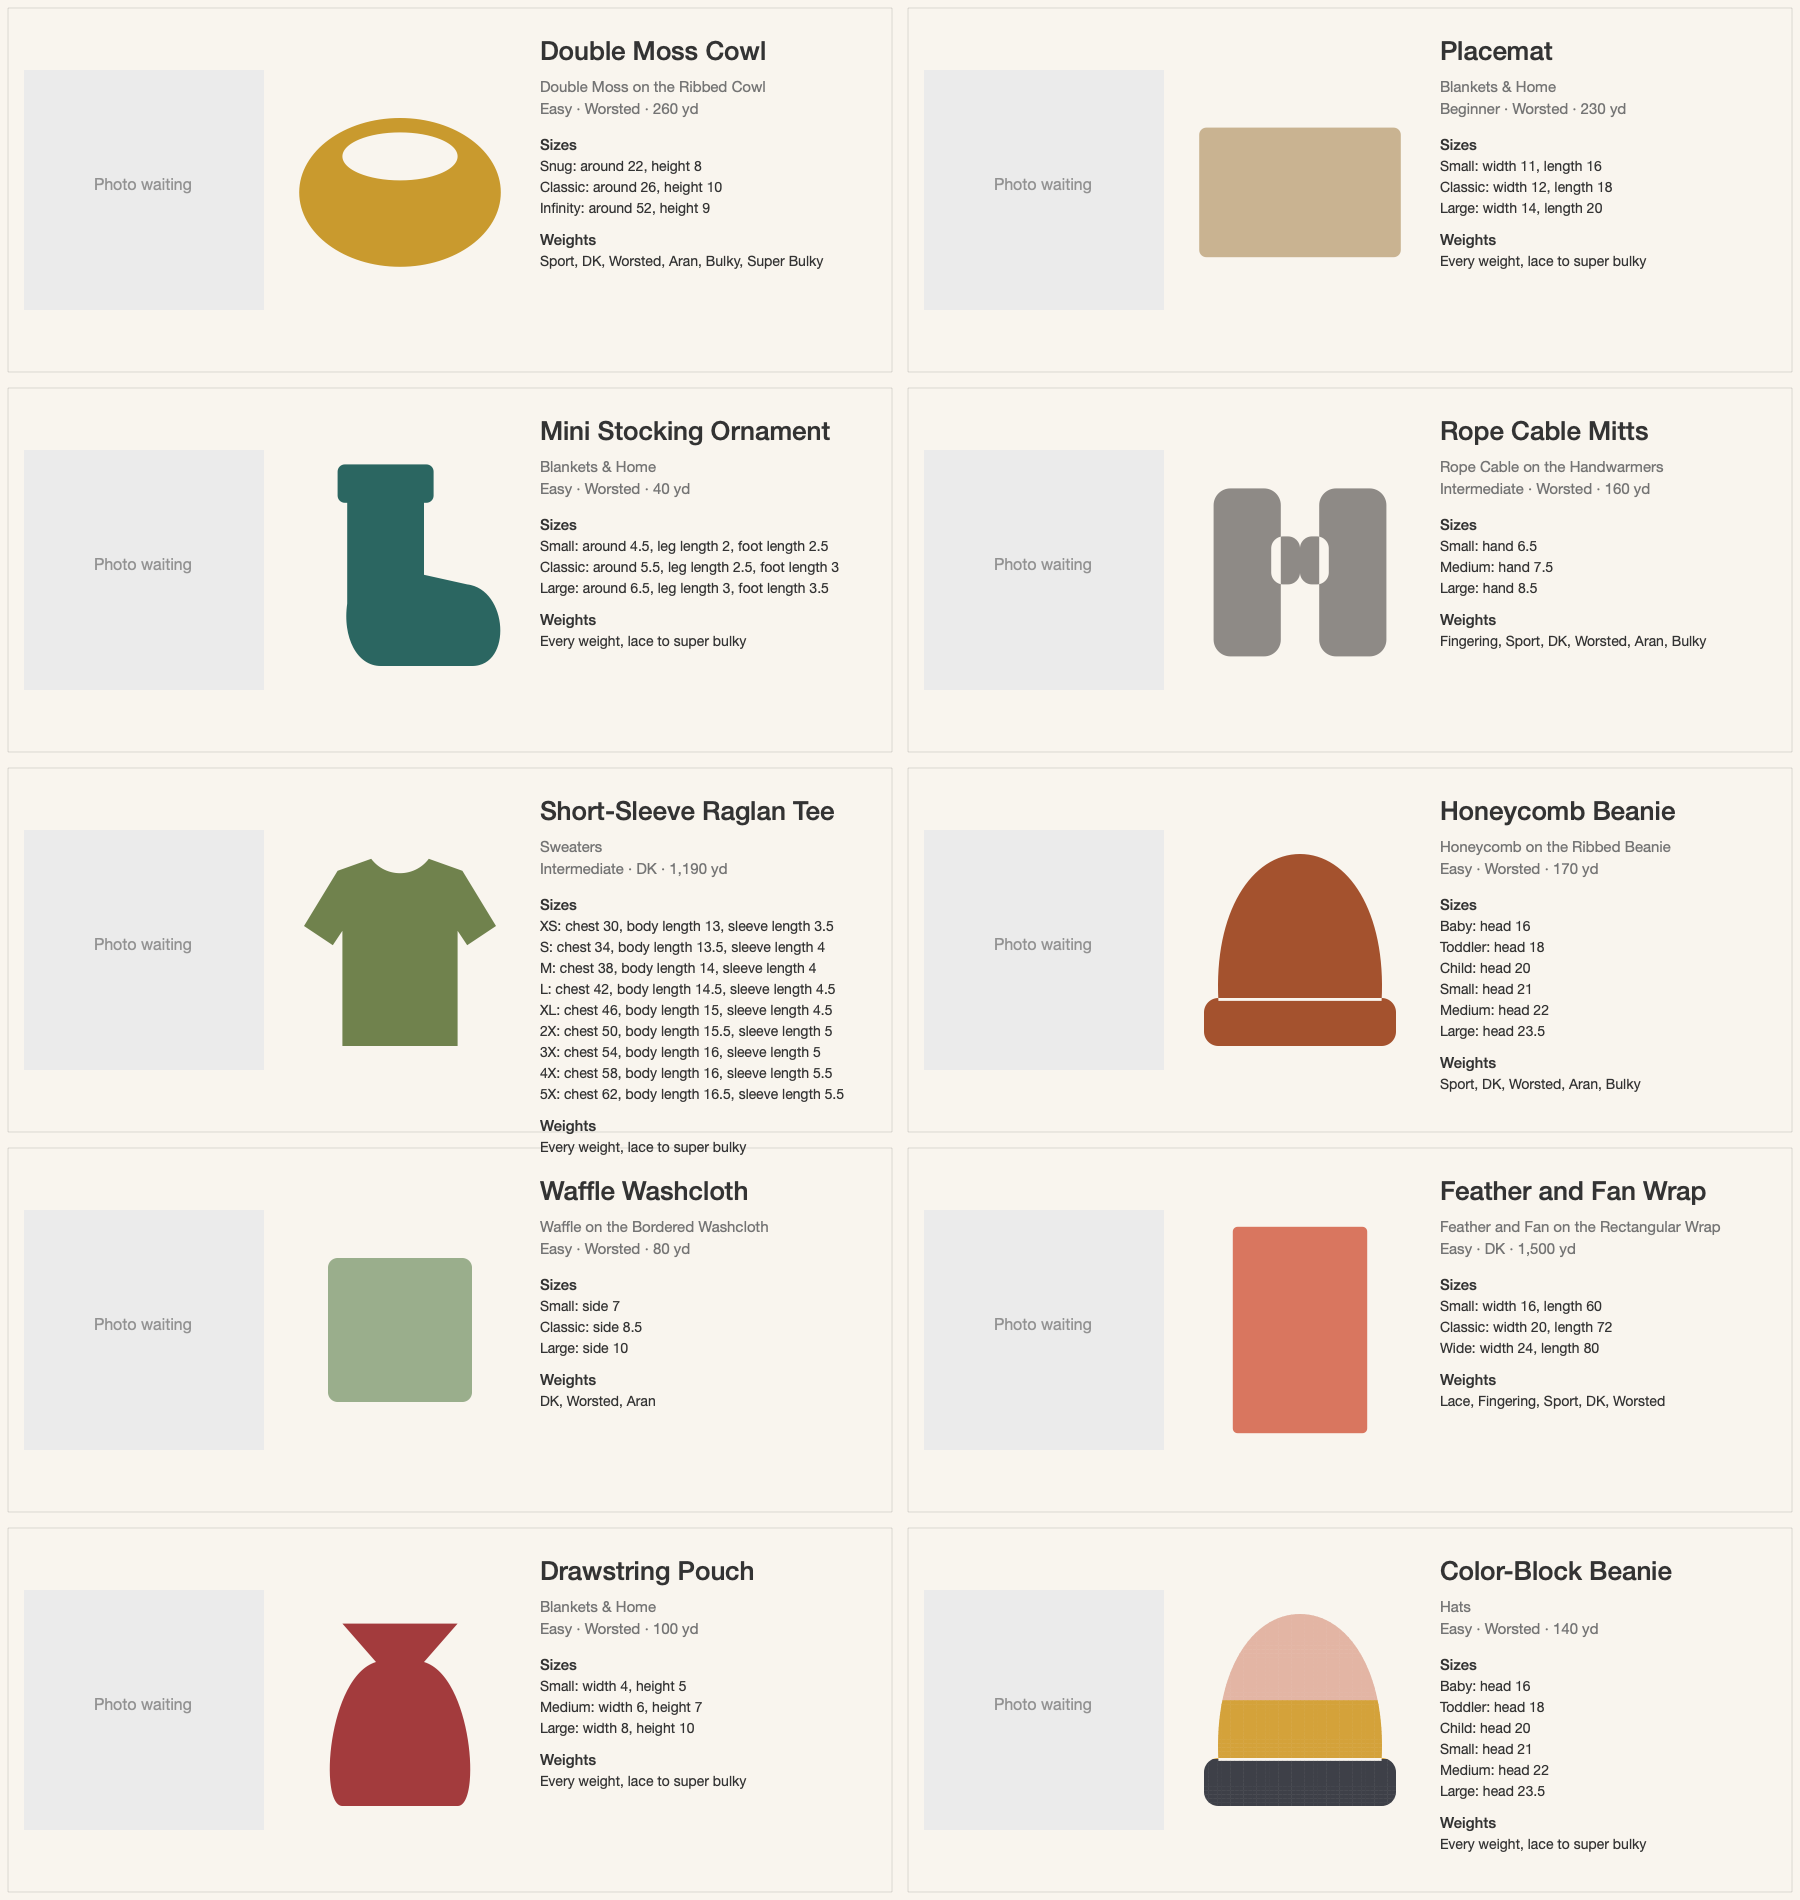 Double Moss Cowl
Double Moss on the Ribbed Cowl
Easy · Worsted · 260 yd
Photo waiting
Sizes
Snug: around 22, height 8
Classic: around 26, height 10
Infinity: around 52, height 9
Weights
Sport, DK, Worsted, Aran, Bulky, Super Bulky
Placemat
Blankets & Home
Beginner · Worsted · 230 yd
Photo waiting
Sizes
Small: width 11, length 16
Classic: width 12, length 18
Large: width 14, length 20
Weights
Every weight, lace to super bulky
Mini Stocking Ornament
Blankets & Home
Easy · Worsted · 40 yd
Photo waiting
Sizes
Small: around 4.5, leg length 2, foot length 2.5
Classic: around 5.5, leg length 2.5, foot length 3
Large: around 6.5, leg length 3, foot length 3.5
Weights
Every weight, lace to super bulky
Rope Cable Mitts
Rope Cable on the Handwarmers
Intermediate · Worsted · 160 yd
Photo waiting
Sizes
Small: hand 6.5
Medium: hand 7.5
Large: hand 8.5
Weights
Fingering, Sport, DK, Worsted, Aran, Bulky
Short-Sleeve Raglan Tee
Sweaters
Intermediate · DK · 1,190 yd
Photo waiting
Sizes
XS: chest 30, body length 13, sleeve length 3.5
S: chest 34, body length 13.5, sleeve length 4
M: chest 38, body length 14, sleeve length 4
L: chest 42, body length 14.5, sleeve length 4.5
XL: chest 46, body length 15, sleeve length 4.5
2X: chest 50, body length 15.5, sleeve length 5
3X: chest 54, body length 16, sleeve length 5
4X: chest 58, body length 16, sleeve length 5.5
5X: chest 62, body length 16.5, sleeve length 5.5
Weights
Every weight, lace to super bulky
Honeycomb Beanie
Honeycomb on the Ribbed Beanie
Easy · Worsted · 170 yd
Photo waiting
Sizes
Baby: head 16
Toddler: head 18
Child: head 20
Small: head 21
Medium: head 22
Large: head 23.5
Weights
Sport, DK, Worsted, Aran, Bulky
Waffle Washcloth
Waffle on the Bordered Washcloth
Easy · Worsted · 80 yd
Photo waiting
Sizes
Small: side 7
Classic: side 8.5
Large: side 10
Weights
DK, Worsted, Aran
Feather and Fan Wrap
Feather and Fan on the Rectangular Wrap
Easy · DK · 1,500 yd
Photo waiting
Sizes
Small: width 16, length 60
Classic: width 20, length 72
Wide: width 24, length 80
Weights
Lace, Fingering, Sport, DK, Worsted
Drawstring Pouch
Blankets & Home
Easy · Worsted · 100 yd
Photo waiting
Sizes
Small: width 4, height 5
Medium: width 6, height 7
Large: width 8, height 10
Weights
Every weight, lace to super bulky
Color-Block Beanie
Hats
Easy · Worsted · 140 yd
Photo waiting
Sizes
Baby: head 16
Toddler: head 18
Child: head 20
Small: head 21
Medium: head 22
Large: head 23.5
Weights
Every weight, lace to super bulky